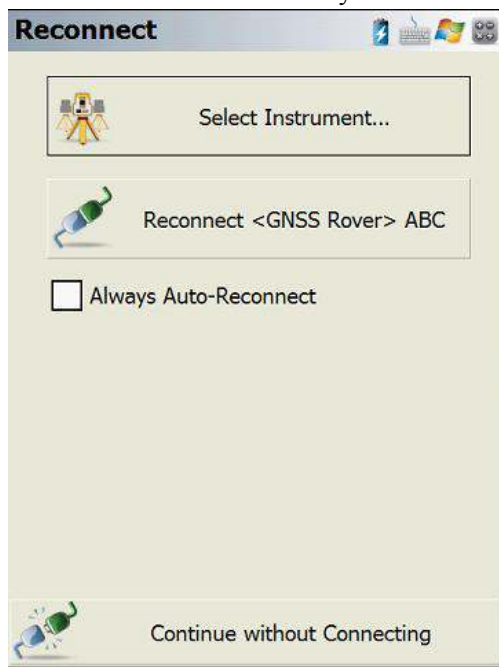 Reconnect
Select Instrument...
Reconnect <GNSS Rover> ABC
Always Auto-Reconnect
Continue without Connecting